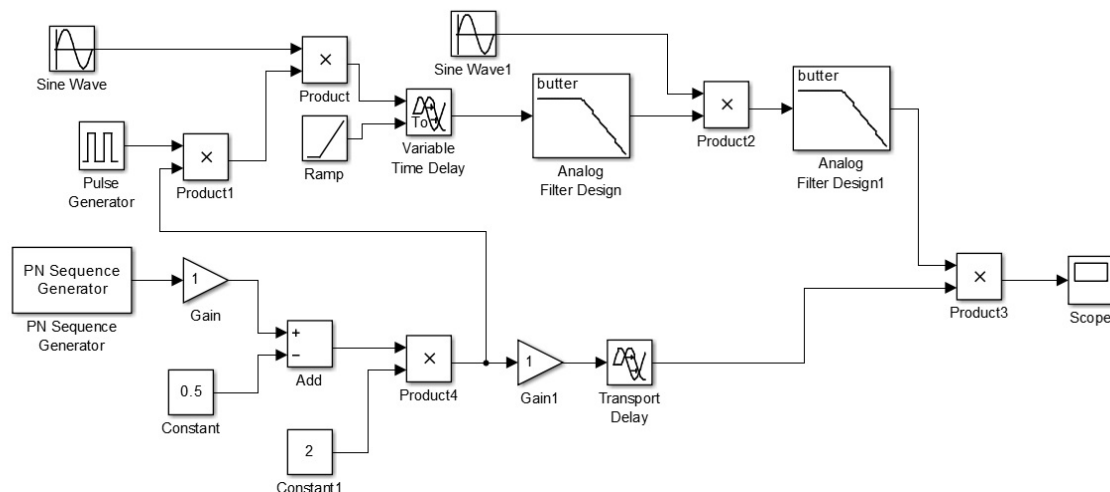 Sine Wave
×
Product
Sine Wave1
butter
×
Product2
butter
Pulse
Generator
×
Product1
Ramp
To
Variable
Time Delay
Analog
Filter Design
Analog
Filter Design1
PN Sequence
Generator
PN Sequence
Generator
1
Gain
+
−
Add
0.5
Constant
×
Product4
2
Constant1
1
Gain1
Transport
Delay
×
Product3
Scope